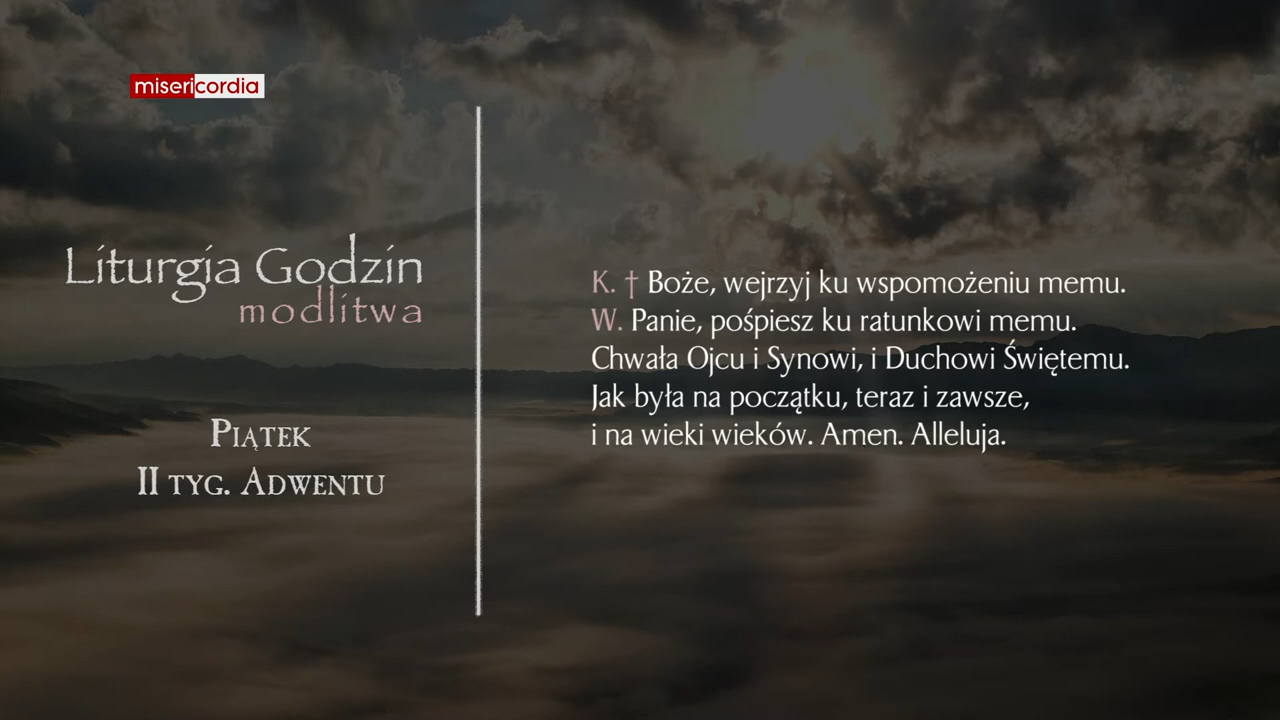 misericordia
Liturgia Godzin
modlitwa
Piątek
II tyg. Adwentu
K. † Boże, wejrzyj ku wspomożeniu memu.
W. Panie, pośpiesz ku ratunkowi memu.
Chwała Ojcu i Synowi, i Duchowi Świętemu.
Jak była na początku, teraz i zawsze,
i na wieki wieków. Amen. Alleluja.